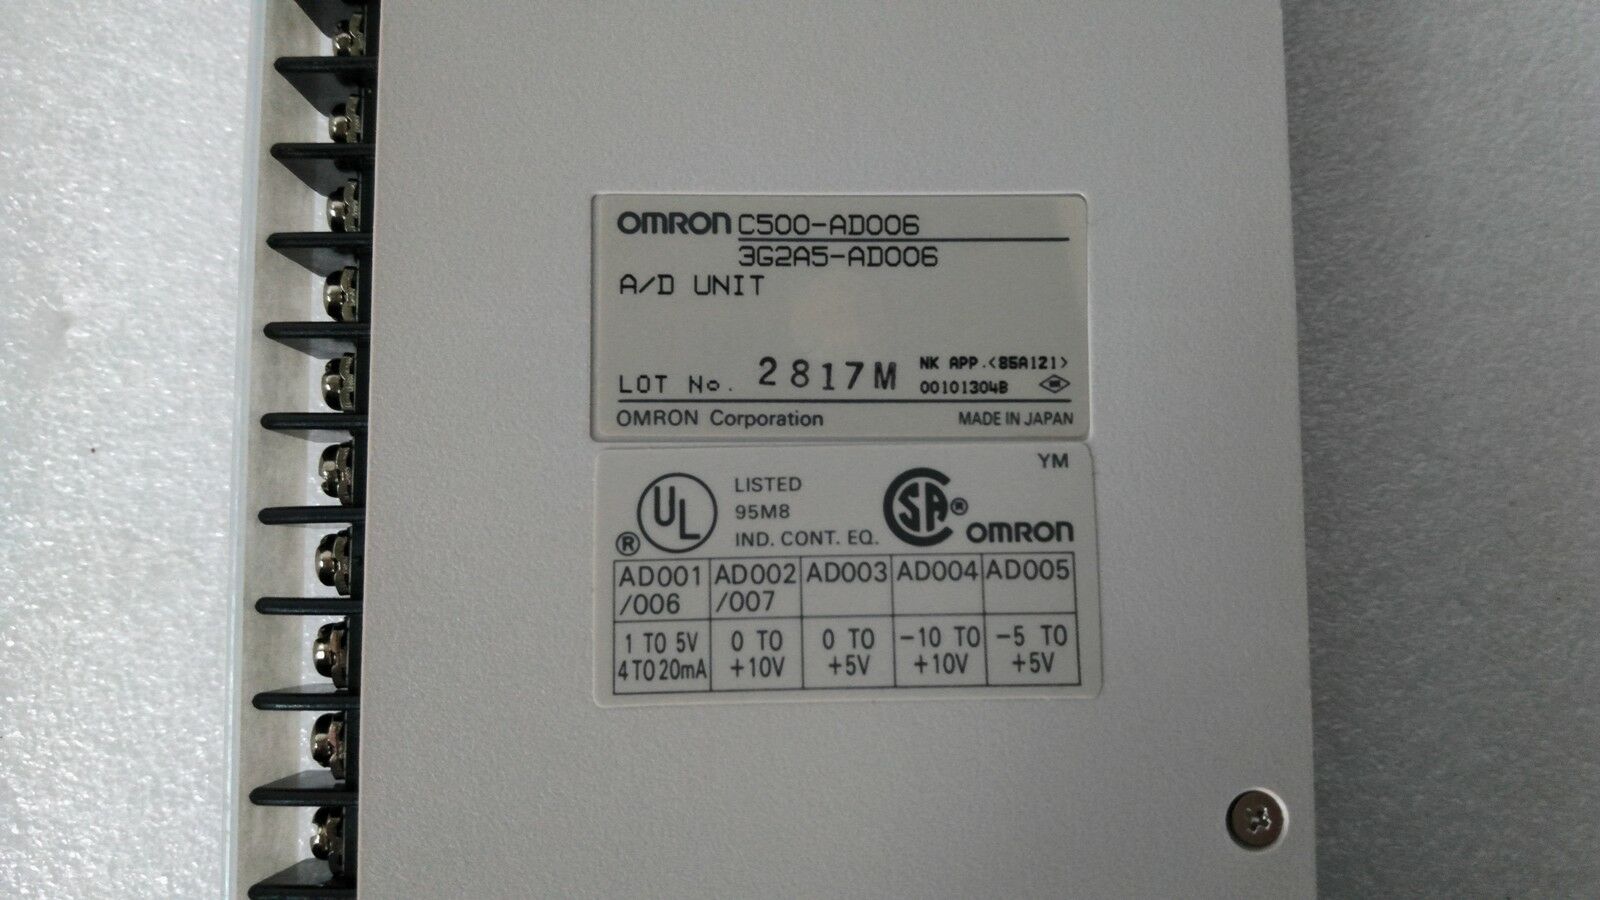 OMRON C500-AD006
3G2A5-AD006
A/D UNIT
LOT No. 2817M
NK APP.<85A121>
00101304B
OMRON Corporation MADE IN JAPAN
YM
UL LISTED
95M8
IND. CONT. EQ.
®
CSA ®
OMRON
AD001 AD002 AD003 AD004 AD005
/006 /007
1 TO 5V 0 TO 0 TO -10 TO -5 TO
4 TO 20mA +10V +5V +10V +5V